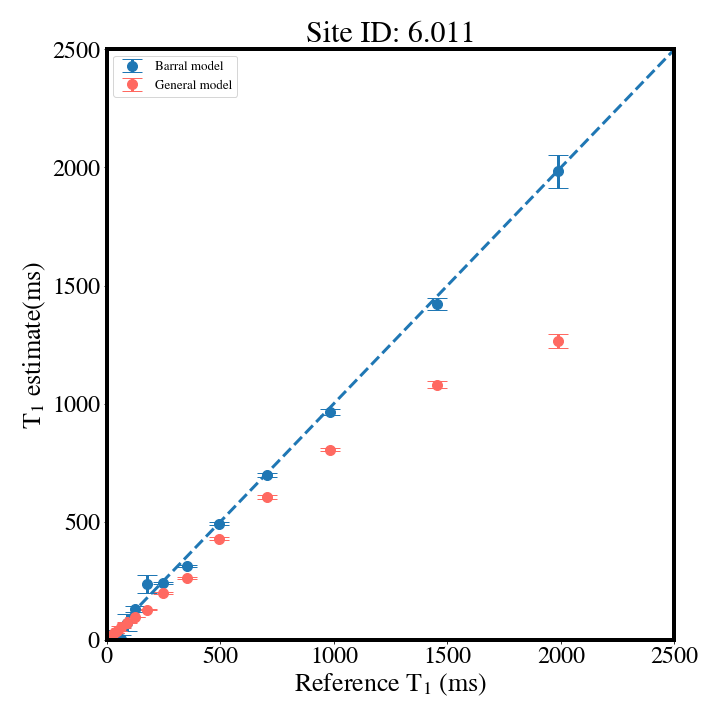 Site ID: 6.011
Barral model
General model
2500
2000
1500
1000
500
0
T1 estimate(ms)
0 500 1000 1500 2000 2500
Reference T1 (ms)